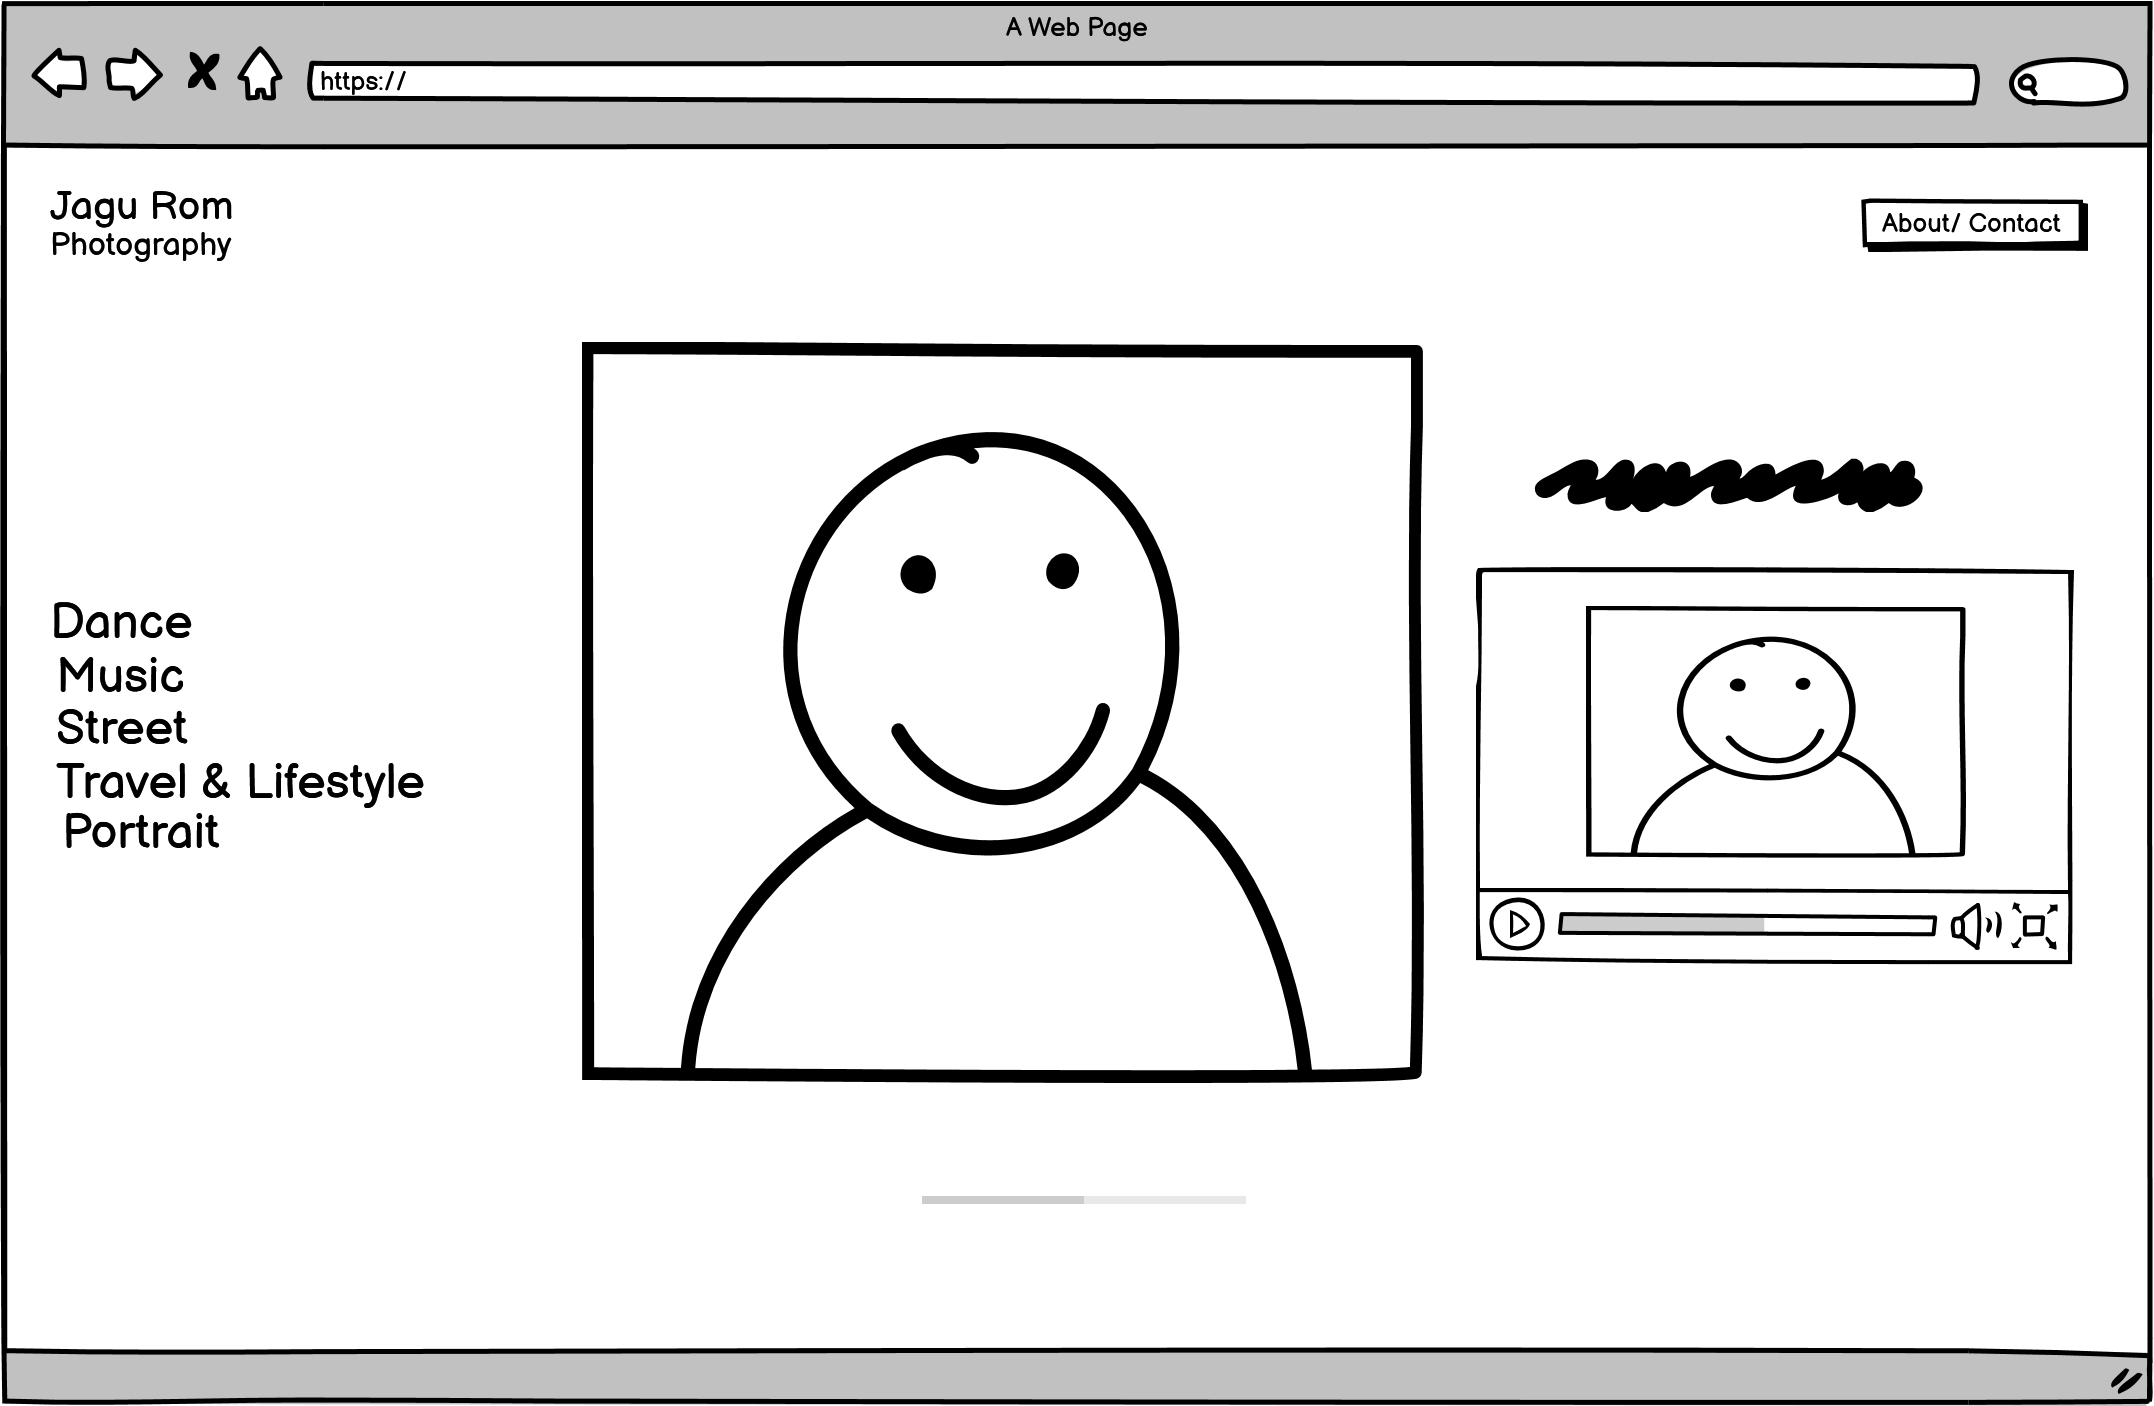 A Web Page
https://
Jagu Rom
Photography
About/ Contact
Dance
Music
Street
Travel & Lifestyle
Portrait